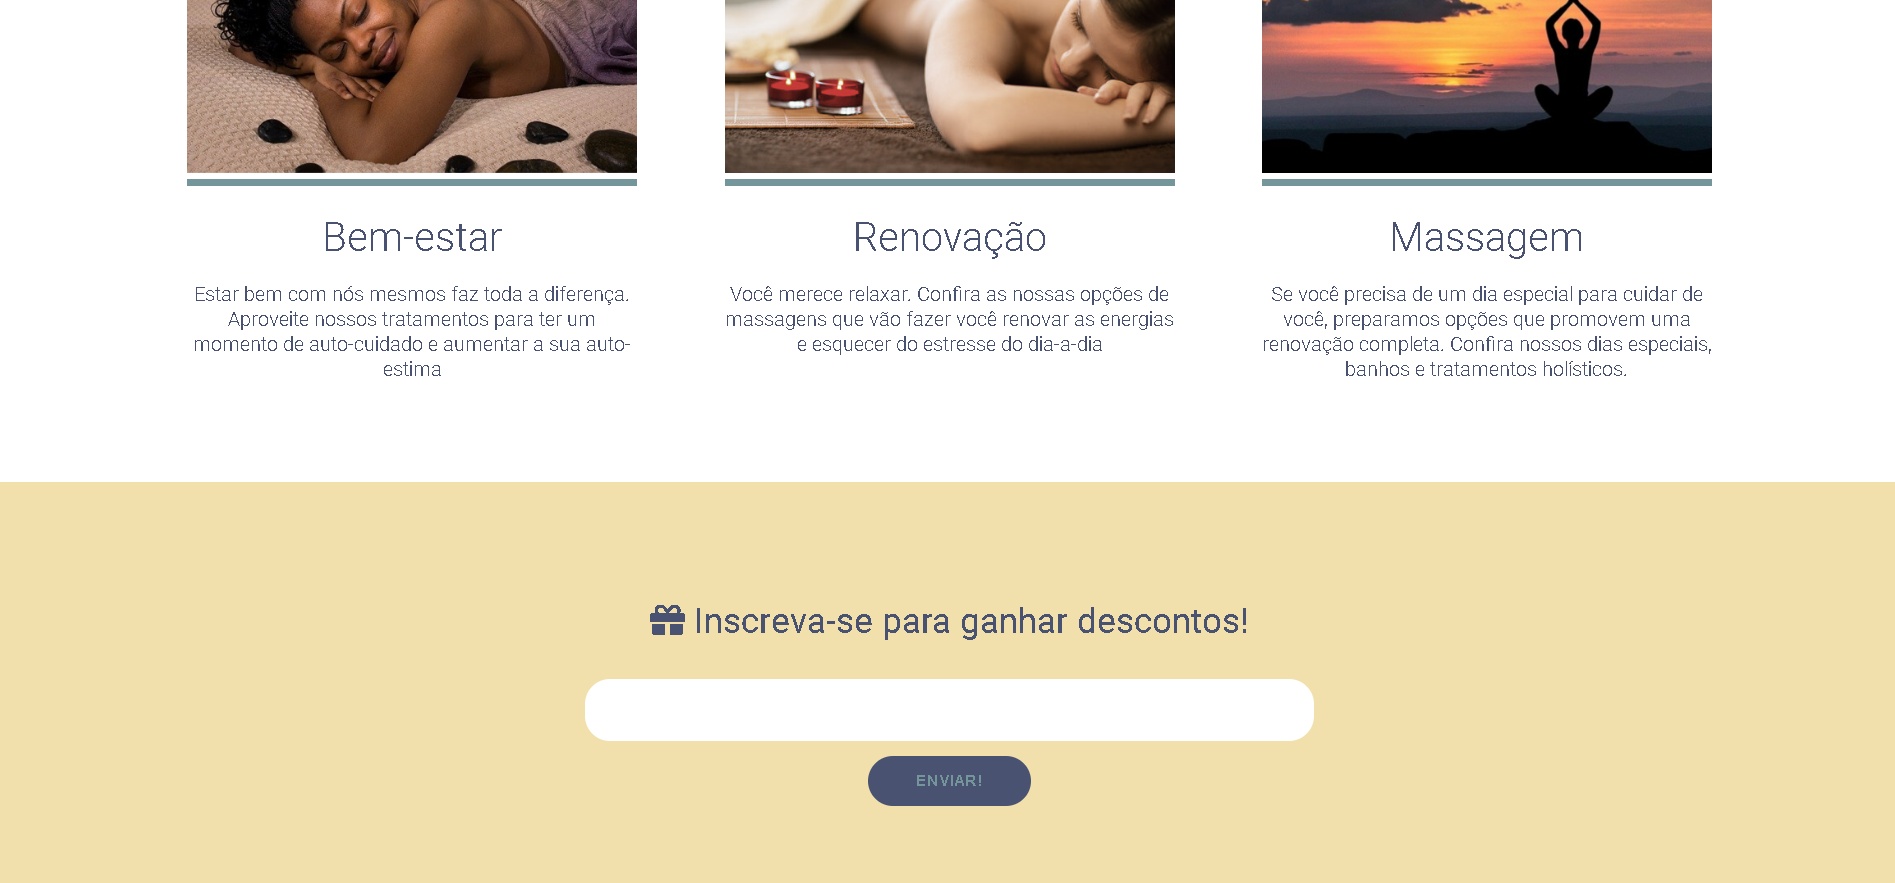 Bem-estar
Estar bem com nós mesmos faz toda a diferença.
Aproveite nossos tratamentos para ter um
momento de auto-cuidado e aumentar a sua auto-
estima
Renovação
Você merece relaxar. Confira as nossas opções de
massagens que vão fazer você renovar as energias
e esquecer do estresse do dia-a-dia
Massagem
Se você precisa de um dia especial para cuidar de
você, preparamos opções que promovem uma
renovação completa. Confira nossos dias especiais,
banhos e tratamentos holísticos.
Inscreva-se para ganhar descontos!
ENVIAR!